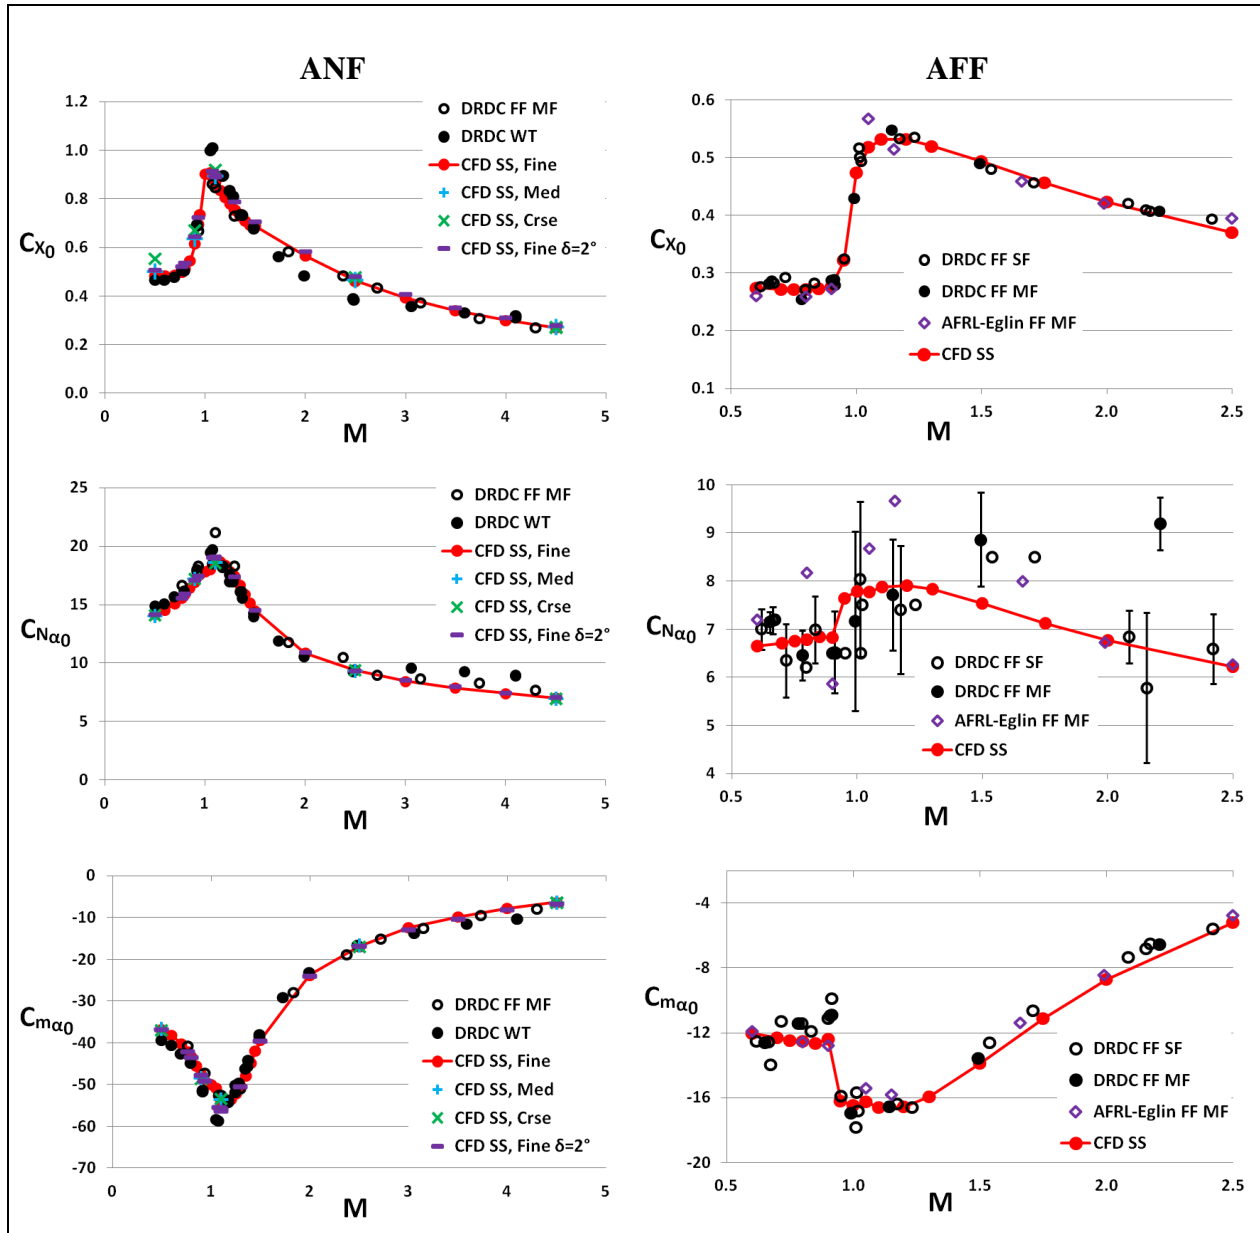 ANF
AFF
1.2
1.0
0.8
0.6
0.4
0.2
0.0
CX0
0 1 2 3 4 5
M
DRDC FF MF
DRDC WT
CFD SS, Fine
CFD SS, Med
CFD SS, Crse
CFD SS, Fine δ=2°
0.6
0.5
0.4
0.3
0.2
0.1
CX0
0.5 1.0 1.5 2.0 2.5
M
DRDC FF SF
DRDC FF MF
AFRL-Eglin FF MF
CFD SS
25
20
15
10
5
0
CNα0
0 1 2 3 4 5
M
DRDC FF MF
DRDC WT
CFD SS, Fine
CFD SS, Med
CFD SS, Crse
CFD SS, Fine δ=2°
10
9
8
7
6
5
4
CNα0
0.5 1.0 1.5 2.0 2.5
M
DRDC FF SF
DRDC FF MF
AFRL-Eglin FF MF
CFD SS
0
-10
-20
-30
-40
-50
-60
-70
Cmα0
0 1 2 3 4 5
M
DRDC FF MF
DRDC WT
CFD SS, Fine
CFD SS, Med
CFD SS, Crse
CFD SS, Fine δ=2°
-4
-8
-12
-16
-20
Cmα0
0.5 1.0 1.5 2.0 2.5
M
DRDC FF SF
DRDC FF MF
AFRL-Eglin FF MF
CFD SS